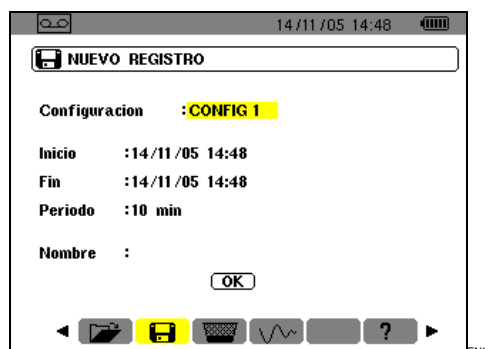 14/11/05 14:48
NUEVO REGISTRO
Configuracion :CONFIG 1
Inicio :14/11/05 14:48
Fin :14/11/05 14:48
Periodo :10 min
Nombre :
OK
?